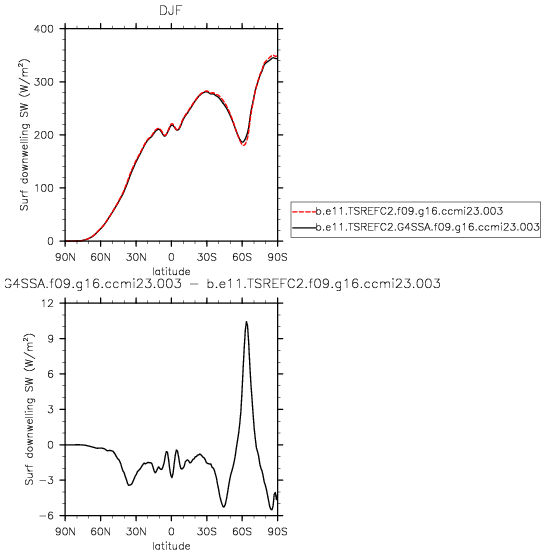 DJF
400
300
200
100
0
Surf downwelling SW (W/m²)
90N 60N 30N 0 30S 60S 90S
latitude
b.e11.TSREFC2.f09.g16.ccmi23.003
b.e11.TSREFC2.G4SSA.f09.g16.ccmi23.003
G4SSA.f09.g16.ccmi23.003 − b.e11.TSREFC2.f09.g16.ccmi23.003
12
9
6
3
0
−3
−6
Surf downwelling SW (W/m²)
90N 60N 30N 0 30S 60S 90S
latitude